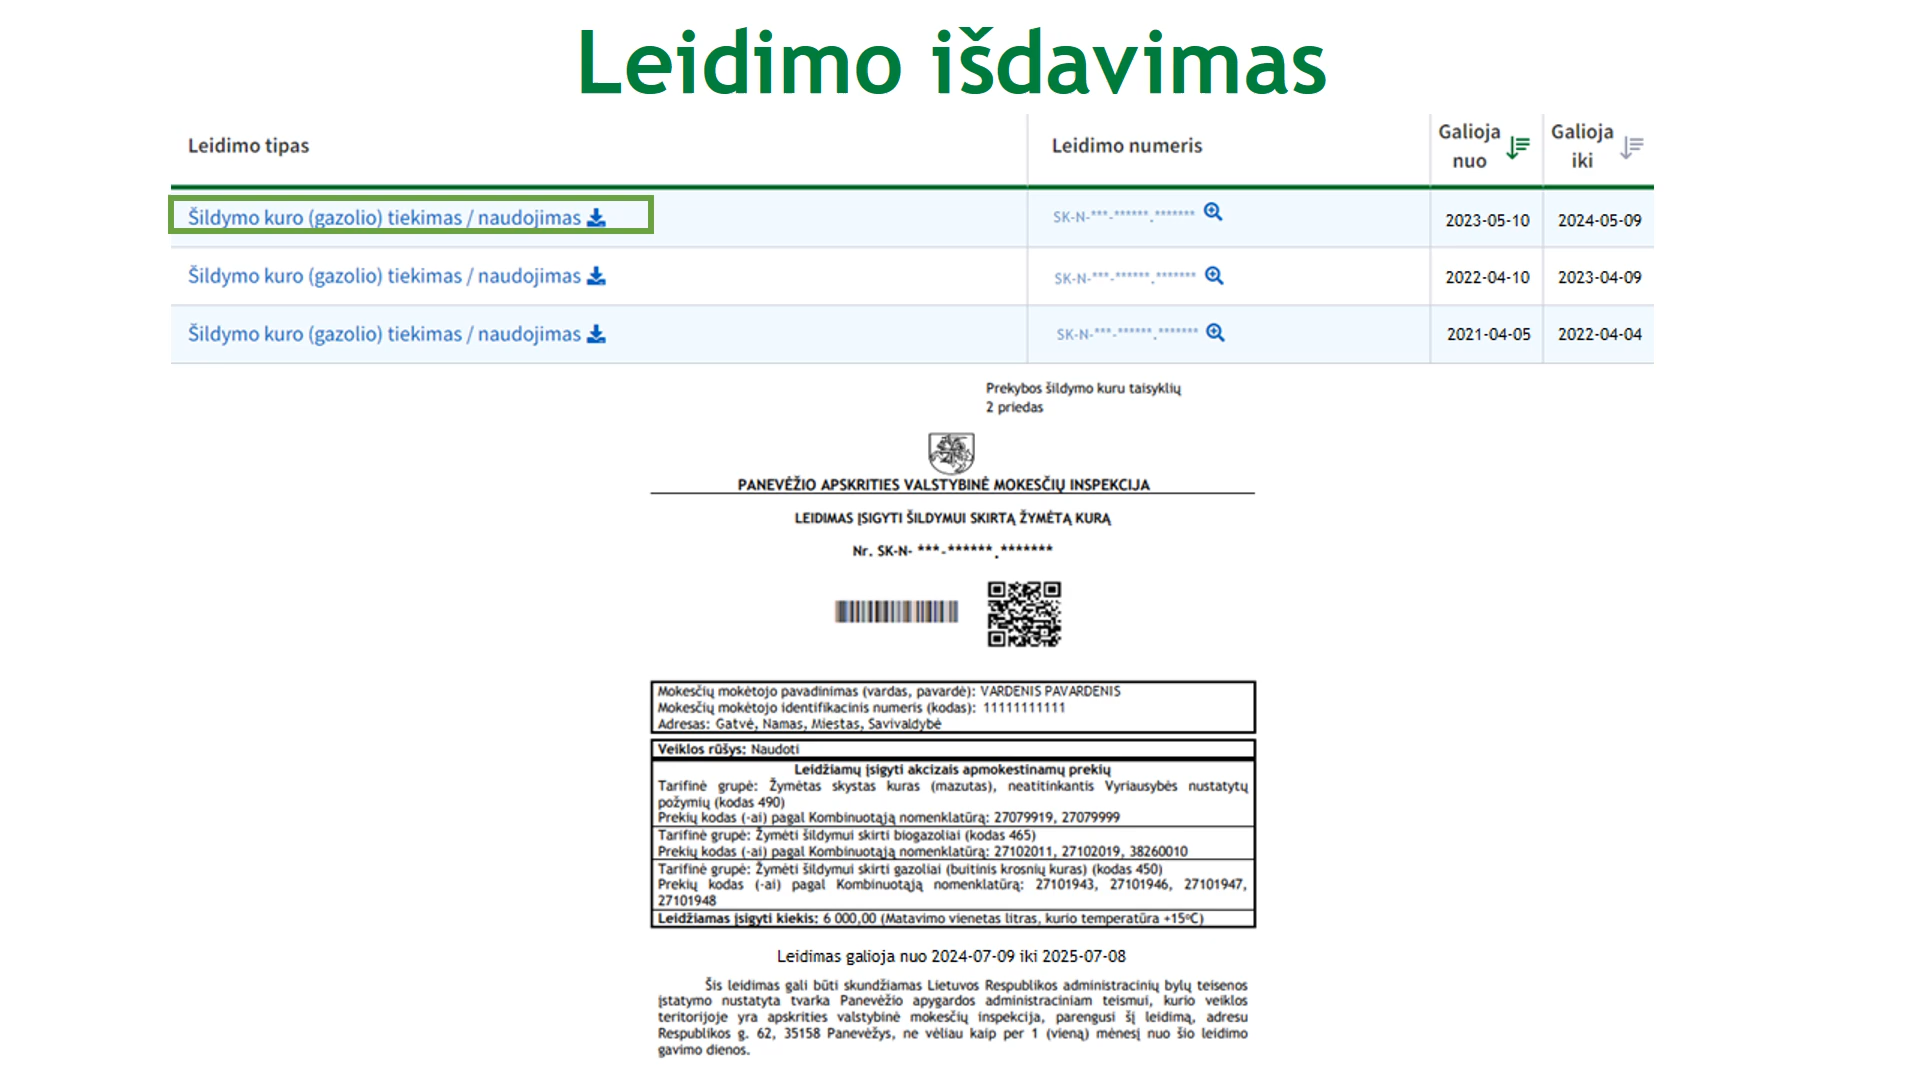 Leidimo išdavimas
Leidimo tipas Leidimo numeris Galioja nuo Galioja iki
Šildymo kuro (gazolio) tiekimas / naudojimas SK-N-***-******.******* 2023-05-10 2024-05-09
Šildymo kuro (gazolio) tiekimas / naudojimas SK-N-***-******.******* 2022-04-10 2023-04-09
Šildymo kuro (gazolio) tiekimas / naudojimas SK-N-***-******.******* 2021-04-05 2022-04-04
Prekybos šildymo kuru taisyklių
2 priedas
PANEVĖŽIO APSKRITIES VALSTYBINĖ MOKESČIŲ INSPEKCIJA
LEIDIMAS ĮSIGYTI ŠILDYMUI SKIRTĄ ŽYMĖTĄ KURĄ
Nr. SK-N- ***-******.*******
Mokesčių mokėtojo pavadinimas (vardas, pavardė): VARDENIS PAVARDENIS
Mokesčių mokėtojo identifikacinis numeris (kodas): 11111111111
Adresas: Gatvė, Namas, Miestas, Savivaldybė
Veiklos rūšys: Naudoti
Leidžiamų įsigyti akcizais apmokestinamų prekių
Tarifinė grupė: Žymėtas skystas kuras (mazutas), neatitinkantis Vyriausybės nustatytų
požymių (kodas 490)
Prekių kodas (-ai) pagal Kombinuotąją nomenklatūrą: 27079919, 27079999
Tarifinė grupė: Žymėti šildymui skirti biogazoliai (kodas 465)
Prekių kodas (-ai) pagal Kombinuotąją nomenklatūrą: 27102011, 27102019, 38260010
Tarifinė grupė: Žymėti šildymui skirti gazoliai (buitinis krosnių kuras) (kodas 450)
Prekių kodas (-ai) pagal Kombinuotąją nomenklatūrą: 27101943, 27101946, 27101947,
27101948
Leidžiamas įsigyti kiekis: 6 000,00 (Matavimo vienetas litras, kurio temperatūra +15ºC)
Leidimas galioja nuo 2024-07-09 iki 2025-07-08
Šis leidimas gali būti skundžiamas Lietuvos Respublikos administracinių bylų teisenos
įstatymo nustatyta tvarka Panevėžio apygardos administraciniam teismui, kurio veiklos
teritorijoje yra apskrities valstybinė mokesčių inspekcija, parengusi šį leidimą, adresu
Respublikos g. 62, 35158 Panevėžys, ne vėliau kaip per 1 (vieną) mėnesį nuo šio leidimo
gavimo dienos.